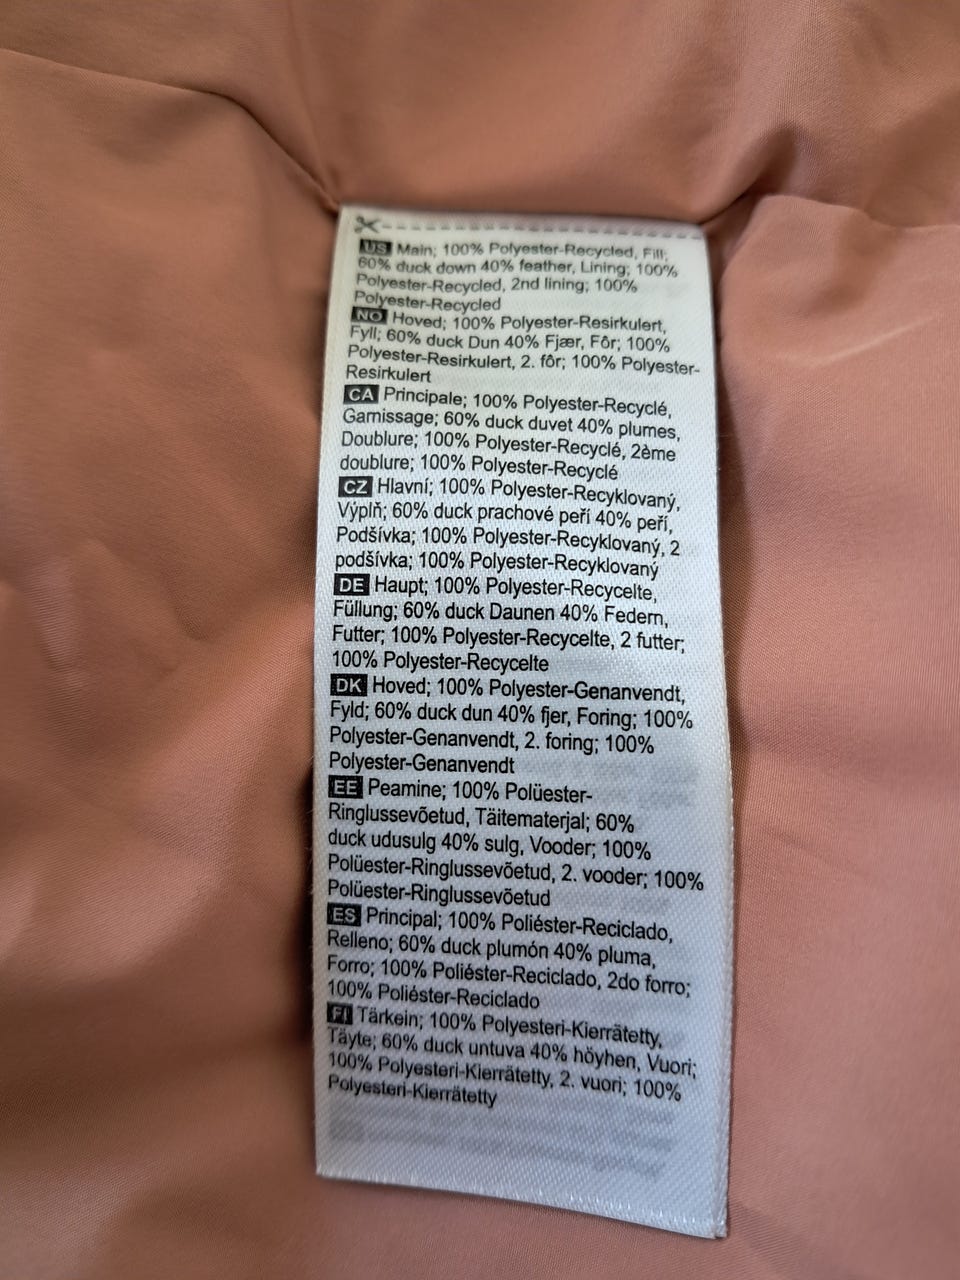 US Main; 100% Polyester-Recycled, Fill;
60% duck down 40% feather, Lining; 100%
Polyester-Recycled, 2nd lining; 100%
Polyester-Recycled
NO Hoved; 100% Polyester-Resirkulert,
Fyll; 60% duck Dun 40% Fjær, Fôr; 100%
Polyester-Resirkulert, 2. fôr; 100% Polyester-
Resirkulert
CA Principale; 100% Polyester-Recyclé,
Garnissage; 60% duck duvet 40% plumes,
Doublure; 100% Polyester-Recyclé, 2ème
doublure; 100% Polyester-Recyclé
CZ Hlavní; 100% Polyester-Recyklovaný,
Výplň; 60% duck prachové peří 40% peří,
Podšívka; 100% Polyester-Recyklovaný, 2
podšívka; 100% Polyester-Recyklovaný
DE Haupt; 100% Polyester-Recycelte,
Füllung; 60% duck Daunen 40% Federn,
Futter; 100% Polyester-Recycelte, 2 futter;
100% Polyester-Recycelte
DK Hoved; 100% Polyester-Genanvendt,
Fyld; 60% duck dun 40% fjer, Foring; 100%
Polyester-Genanvendt, 2. foring; 100%
Polyester-Genanvendt
EE Peamine; 100% Polüester-
Ringlussevõetud, Täitematerjal; 60%
duck udusulg 40% sulg, Vooder; 100%
Polüester-Ringlussevõetud, 2. vooder; 100%
Polüester-Ringlussevõetud
ES Principal; 100% Poliéster-Reciclado,
Relleno; 60% duck plumón 40% pluma,
Forro; 100% Poliéster-Reciclado, 2do forro;
100% Poliéster-Reciclado
FI Tärkein; 100% Polyesteri-Kierrätetty,
Täyte; 60% duck untuva 40% höyhen, Vuori;
100% Polyesteri-Kierrätetty, 2. vuori; 100%
Polyesteri-Kierrätetty